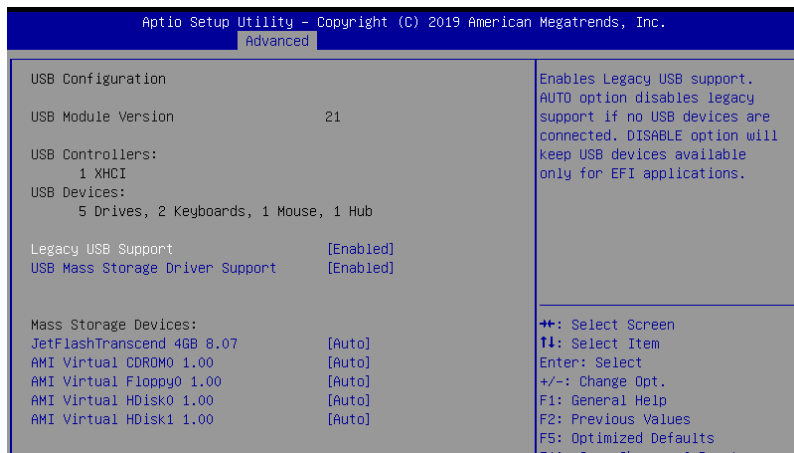 Aptio Setup Utility – Copyright (C) 2019 American Megatrends, Inc.
Advanced
USB Configuration
USB Module Version 21
USB Controllers:
1 XHCI
USB Devices:
5 Drives, 2 Keyboards, 1 Mouse, 1 Hub
Legacy USB Support [Enabled]
USB Mass Storage Driver Support [Enabled]
Mass Storage Devices:
JetFlashTranscend 4GB 8.07 [Auto]
AMI Virtual CDROM0 1.00 [Auto]
AMI Virtual Floppy0 1.00 [Auto]
AMI Virtual HDisk0 1.00 [Auto]
AMI Virtual HDisk1 1.00 [Auto]
Enables Legacy USB support.
AUTO option disables legacy
support if no USB devices are
connected. DISABLE option will
keep USB devices available
only for EFI applications.
→←: Select Screen
↑↓: Select Item
Enter: Select
+/-: Change Opt.
F1: General Help
F2: Previous Values
F5: Optimized Defaults